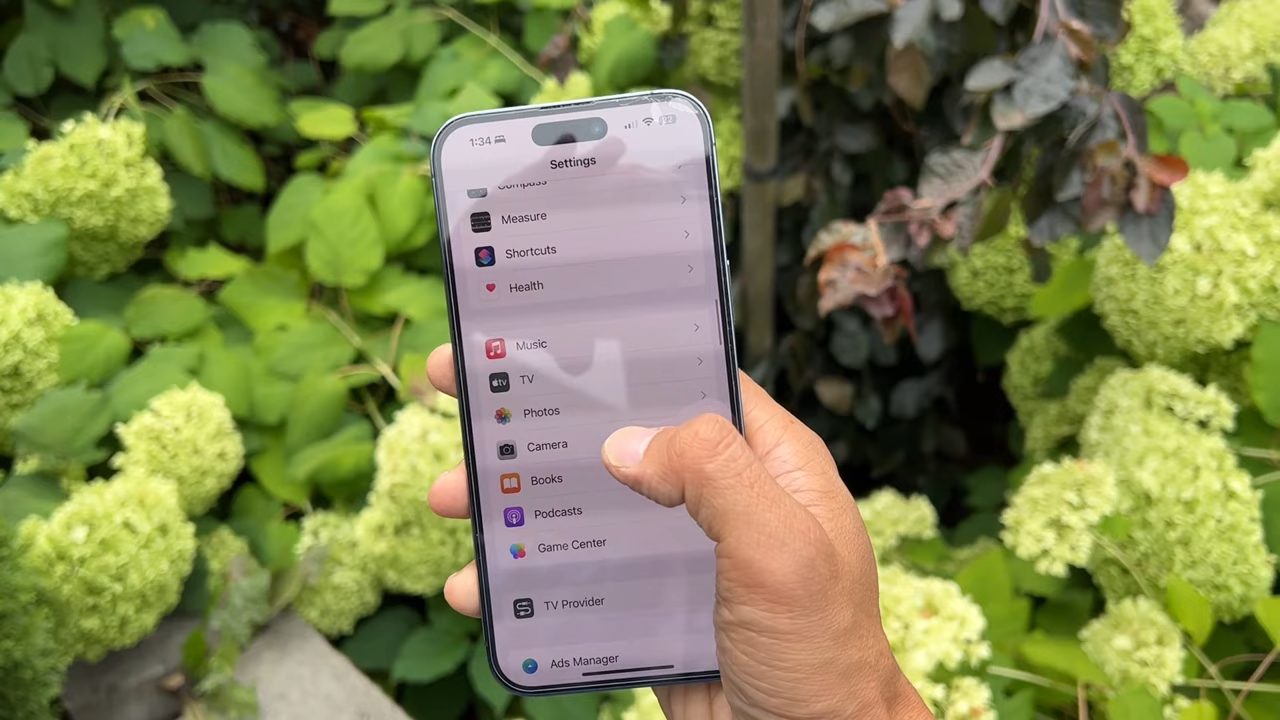 1:34
Settings
Compass
Measure
Shortcuts
Health
Music
tv TV
Photos
Camera
Books
Podcasts
Game Center
TV Provider
Ads Manager